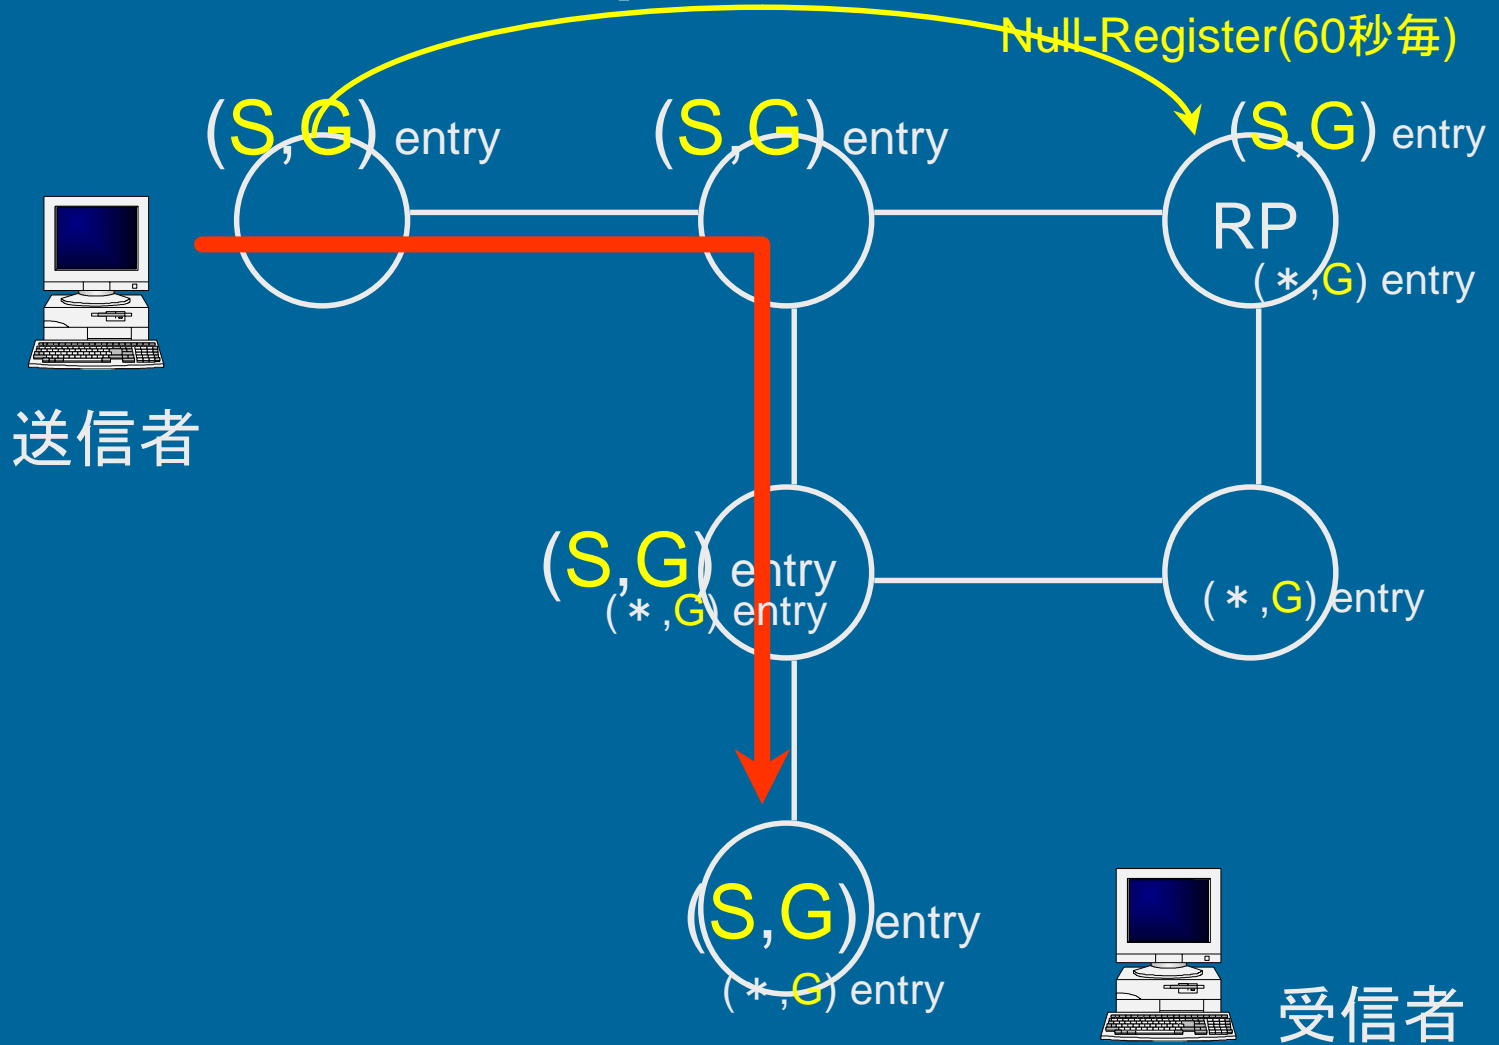 Null-Register(60秒毎)
(S,G) entry
(S,G) entry
(S,G) entry
RP
(*,G) entry
送信者
(S,G) entry
(*,G) entry
(*,G) entry
(S,G) entry
(*,G) entry
受信者